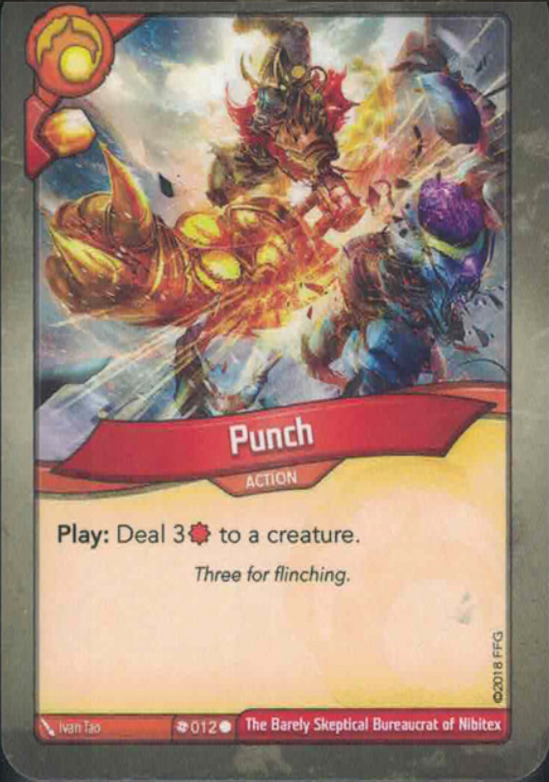 Punch
ACTION
Play: Deal 3 to a creature.
Three for flinching.
©2018 FFG
Ivan Tao
012
The Barely Skeptical Bureaucrat of Nibitex